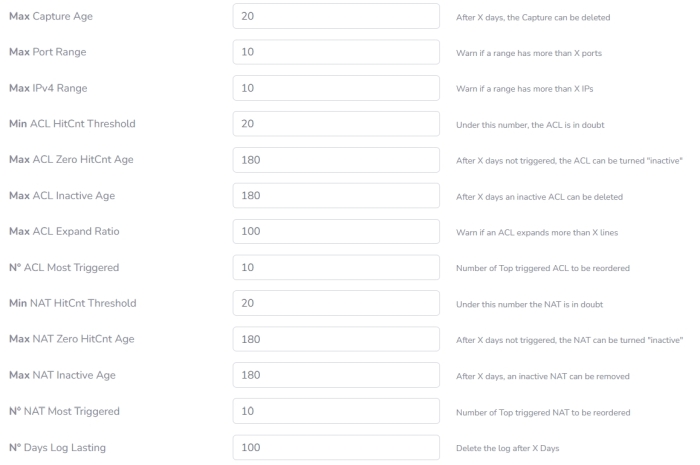 Max Capture Age 20 After X days, the Capture can be deleted
Max Port Range 10 Warn if a range has more than X ports
Max IPv4 Range 10 Warn if a range has more than X IPs
Min ACL HitCnt Threshold 20 Under this number, the ACL is in doubt
Max ACL Zero HitCnt Age 180 After X days not triggered, the ACL can be turned "inactive"
Max ACL Inactive Age 180 After X days an inactive ACL can be deleted
Max ACL Expand Ratio 100 Warn if an ACL expands more than X lines
Nº ACL Most Triggered 10 Number of Top triggered ACL to be reordered
Min NAT HitCnt Threshold 20 Under this number the NAT is in doubt
Max NAT Zero HitCnt Age 180 After X days not triggered, the NAT can be turned "inactive"
Max NAT Inactive Age 180 After X days, an inactive NAT can be removed
Nº NAT Most Triggered 10 Number of Top triggered NAT to be reordered
Nº Days Log Lasting 100 Delete the log after X Days